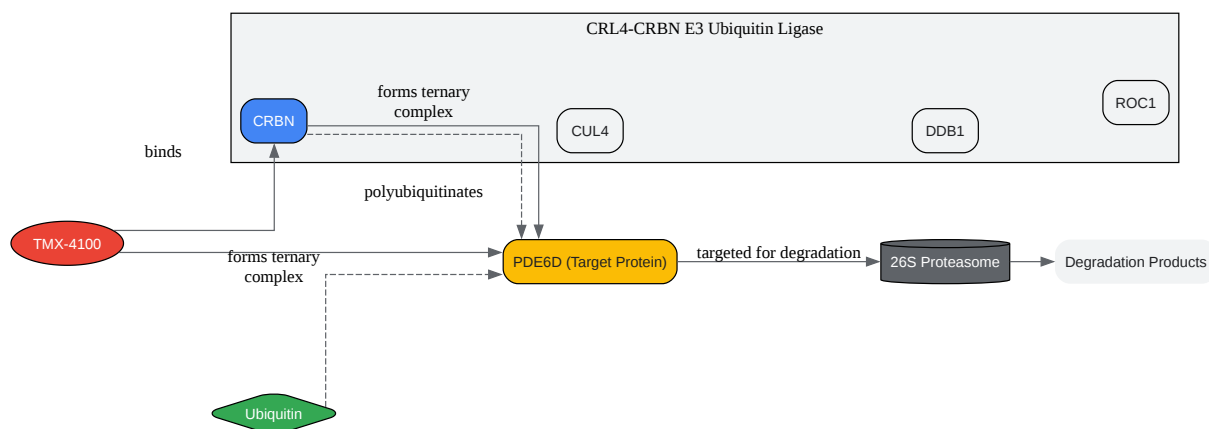 CRL4-CRBN E3 Ubiquitin Ligase
forms ternary
complex
CRBN
CUL4
DDB1
ROC1
binds
polyubiquitinates
TMX-4100
forms ternary
complex
PDE6D (Target Protein)
targeted for degradation
26S Proteasome
Degradation Products
Ubiquitin